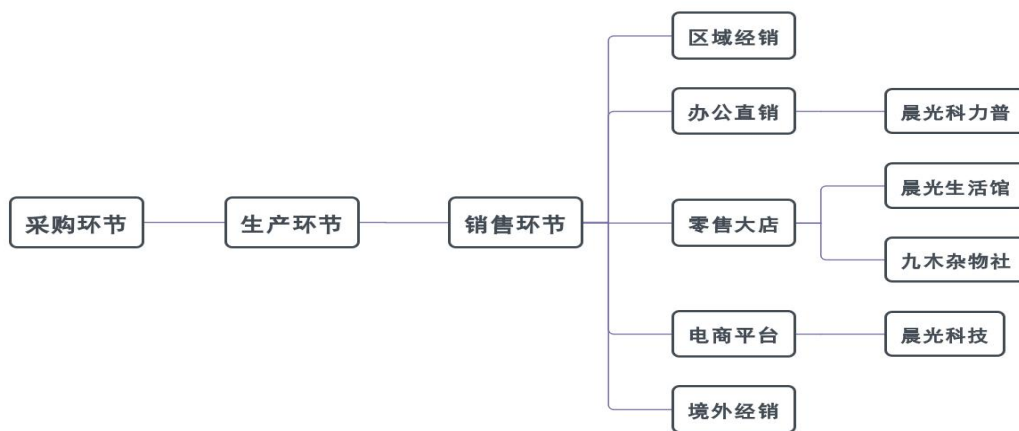 采购环节
生产环节
销售环节
区域经销
办公直销
晨光科力普
零售大店
晨光生活馆
九木杂物社
电商平台
晨光科技
境外经销